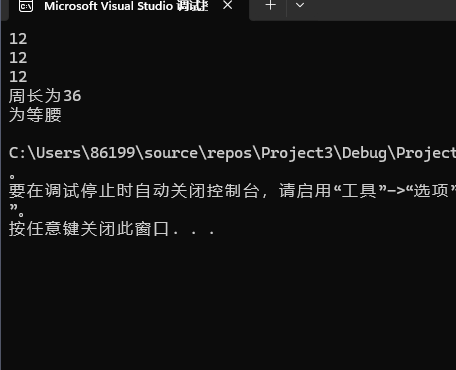 Microsoft Visual Studio 调试
12
12
12
周长为36
为等腰
C:\Users\86199\source\repos\Project3\Debug\Project
。
要在调试停止时自动关闭控制台，请启用“工具”->“选项”
”。
按任意键关闭此窗口. . .